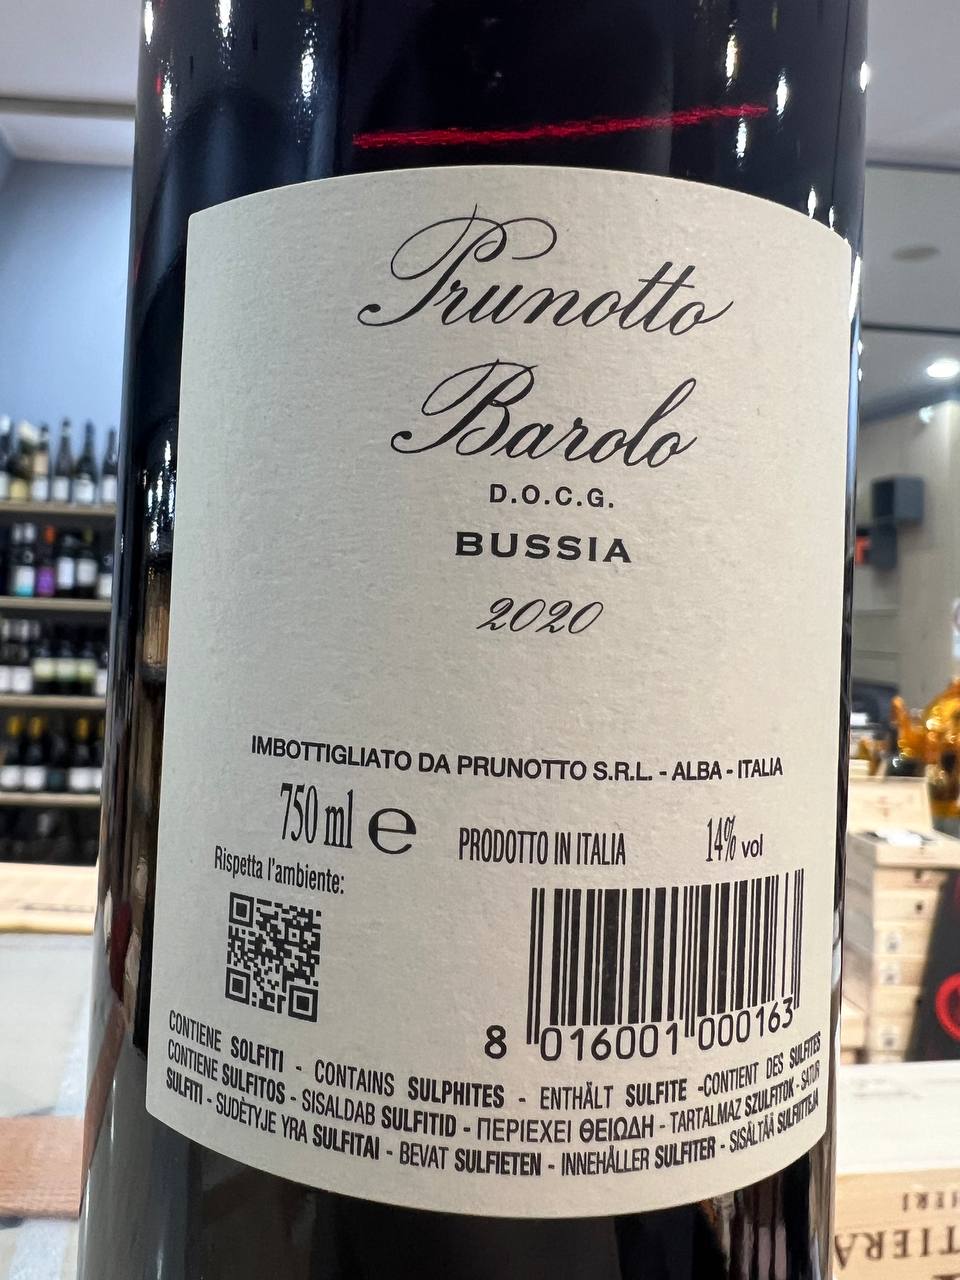 Prunotto
Barolo
D.O.C.G.
BUSSIA
2020
IMBOTTIGLIATO DA PRUNOTTO S.R.L. - ALBA - ITALIA
750 ml e PRODOTTO IN ITALIA 14% vol
Rispetta l'ambiente:
8 016001 000163
CONTIENE SOLFITI - CONTAINS SULPHITES - ENTHÄLT SULFITE -CONTIENT DES SULFITES
CONTIENE SULFITOS - SISALDAB SULFITID - ΠΕΡΙΕΧΕΙ ΘΕΙΩΔΗ - TARTALMAZ SZULFITOK - SATUR
SULFITI - SUDĖTYJE YRA SULFITAI - BEVAT SULFIETEN - INNEHÅLLER SULFITER - SISÄLTÄÄ SULFIITTEJA